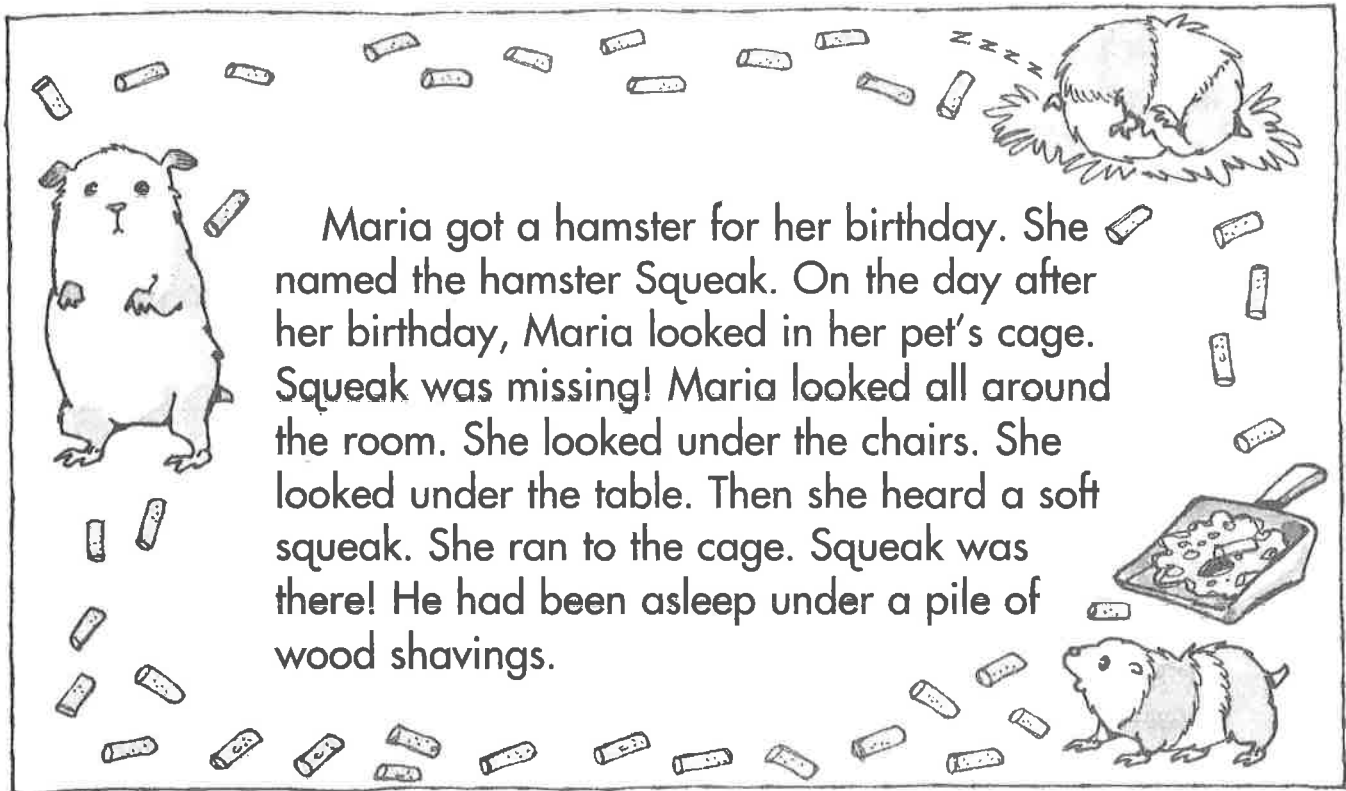 z z z z
Maria got a hamster for her birthday. She
named the hamster Squeak. On the day after
her birthday, Maria looked in her pet's cage.
Squeak was missing! Maria looked all around
the room. She looked under the chairs. She
looked under the table. Then she heard a soft
squeak. She ran to the cage. Squeak was
there! He had been asleep under a pile of
wood shavings.